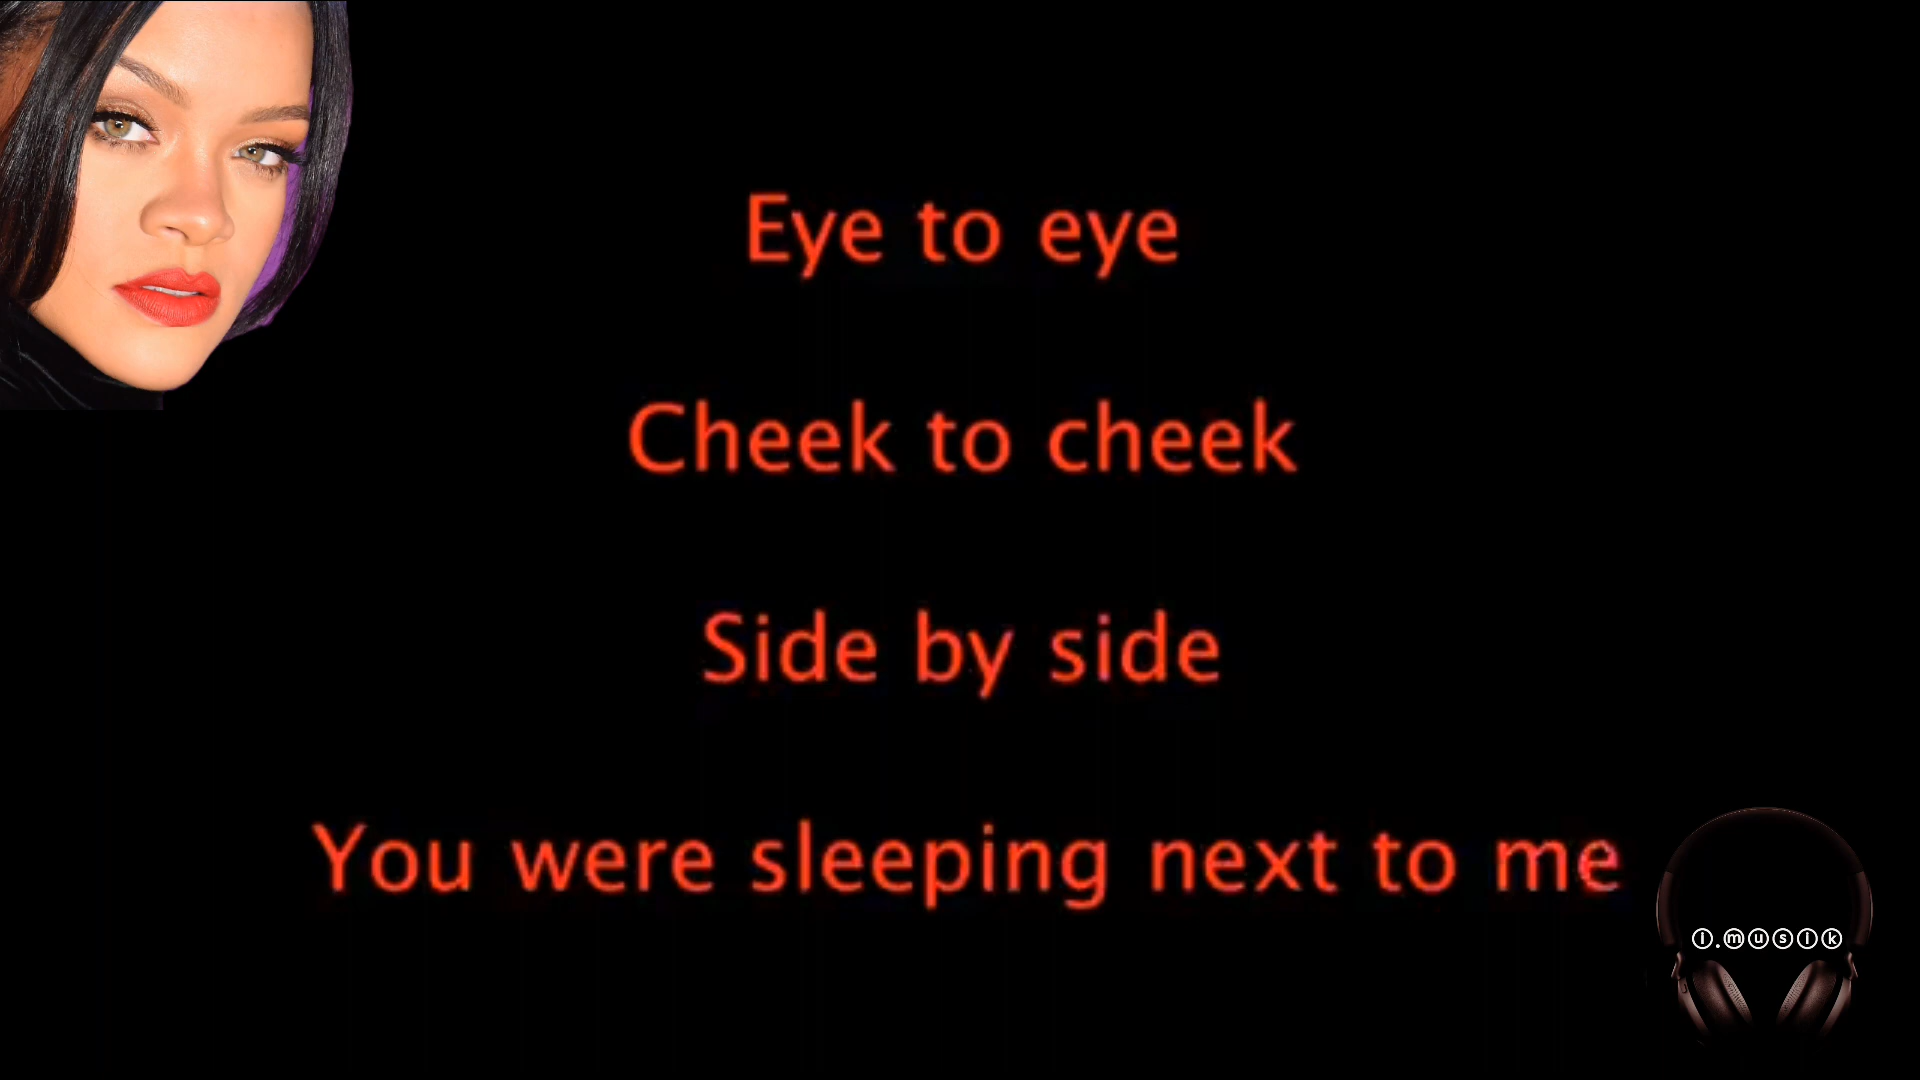 Eye to eye
Cheek to cheek
Side by side
You were sleeping next to me
i.musik